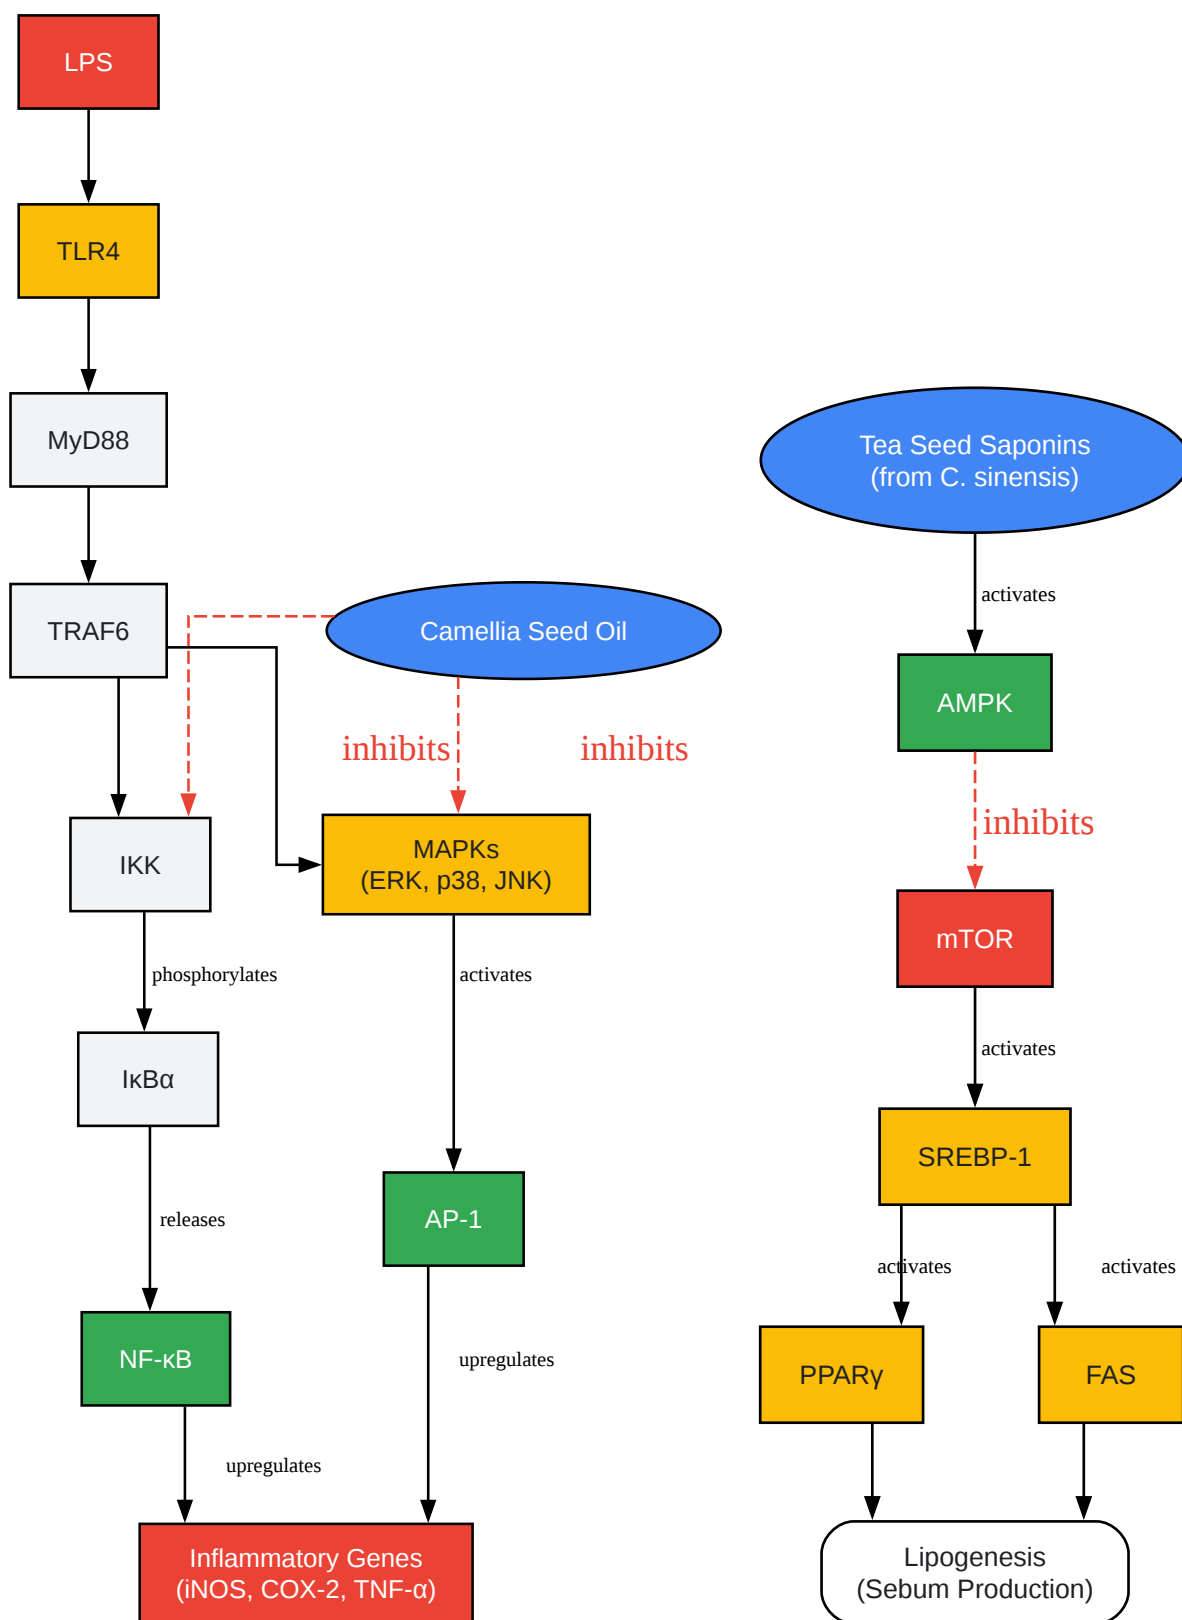 LPS
TLR4
MyD88
Tea Seed Saponins
(from C. sinensis)
activates
TRAF6
Camellia Seed Oil
AMPK
inhibits
inhibits
inhibits
IKK
MAPKs
(ERK, p38, JNK)
mTOR
phosphorylates
activates
activates
IκBα
SREBP-1
releases
AP-1
activates
activates
NF-κB
upregulates
PPARγ
FAS
upregulates
Inflammatory Genes
(iNOS, COX-2, TNF-α)
Lipogenesis
(Sebum Production)